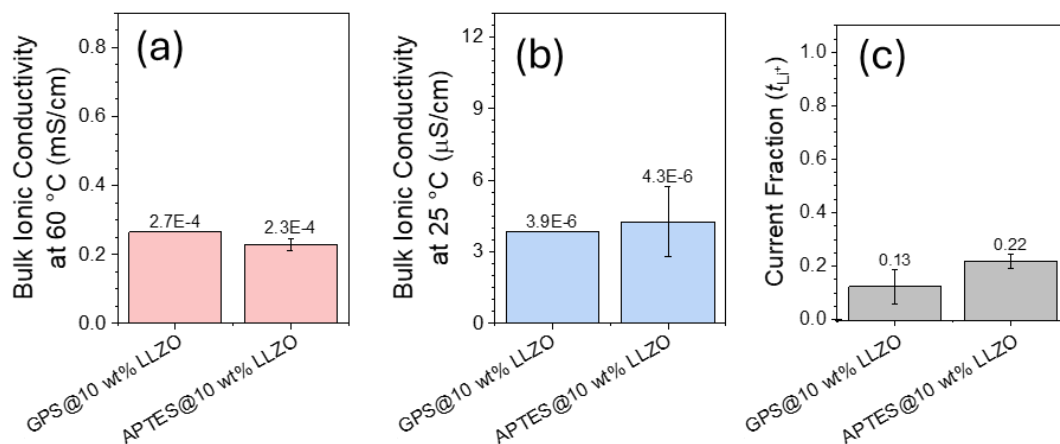 (a)
Bulk Ionic Conductivity
at 60 °C (mS/cm)
0.8
0.6
0.4
0.2
0.0
2.7E-4
2.3E-4
GPS@10 wt% LLZO
APTES@10 wt% LLZO
(b)
Bulk Ionic Conductivity
at 25 °C (μS/cm)
12
9
6
3
0
3.9E-6
4.3E-6
GPS@10 wt% LLZO
APTES@10 wt% LLZO
(c)
Current Fraction (tLi+)
1.0
0.8
0.6
0.4
0.2
0.0
0.13
0.22
GPS@10 wt% LLZO
APTES@10 wt% LLZO